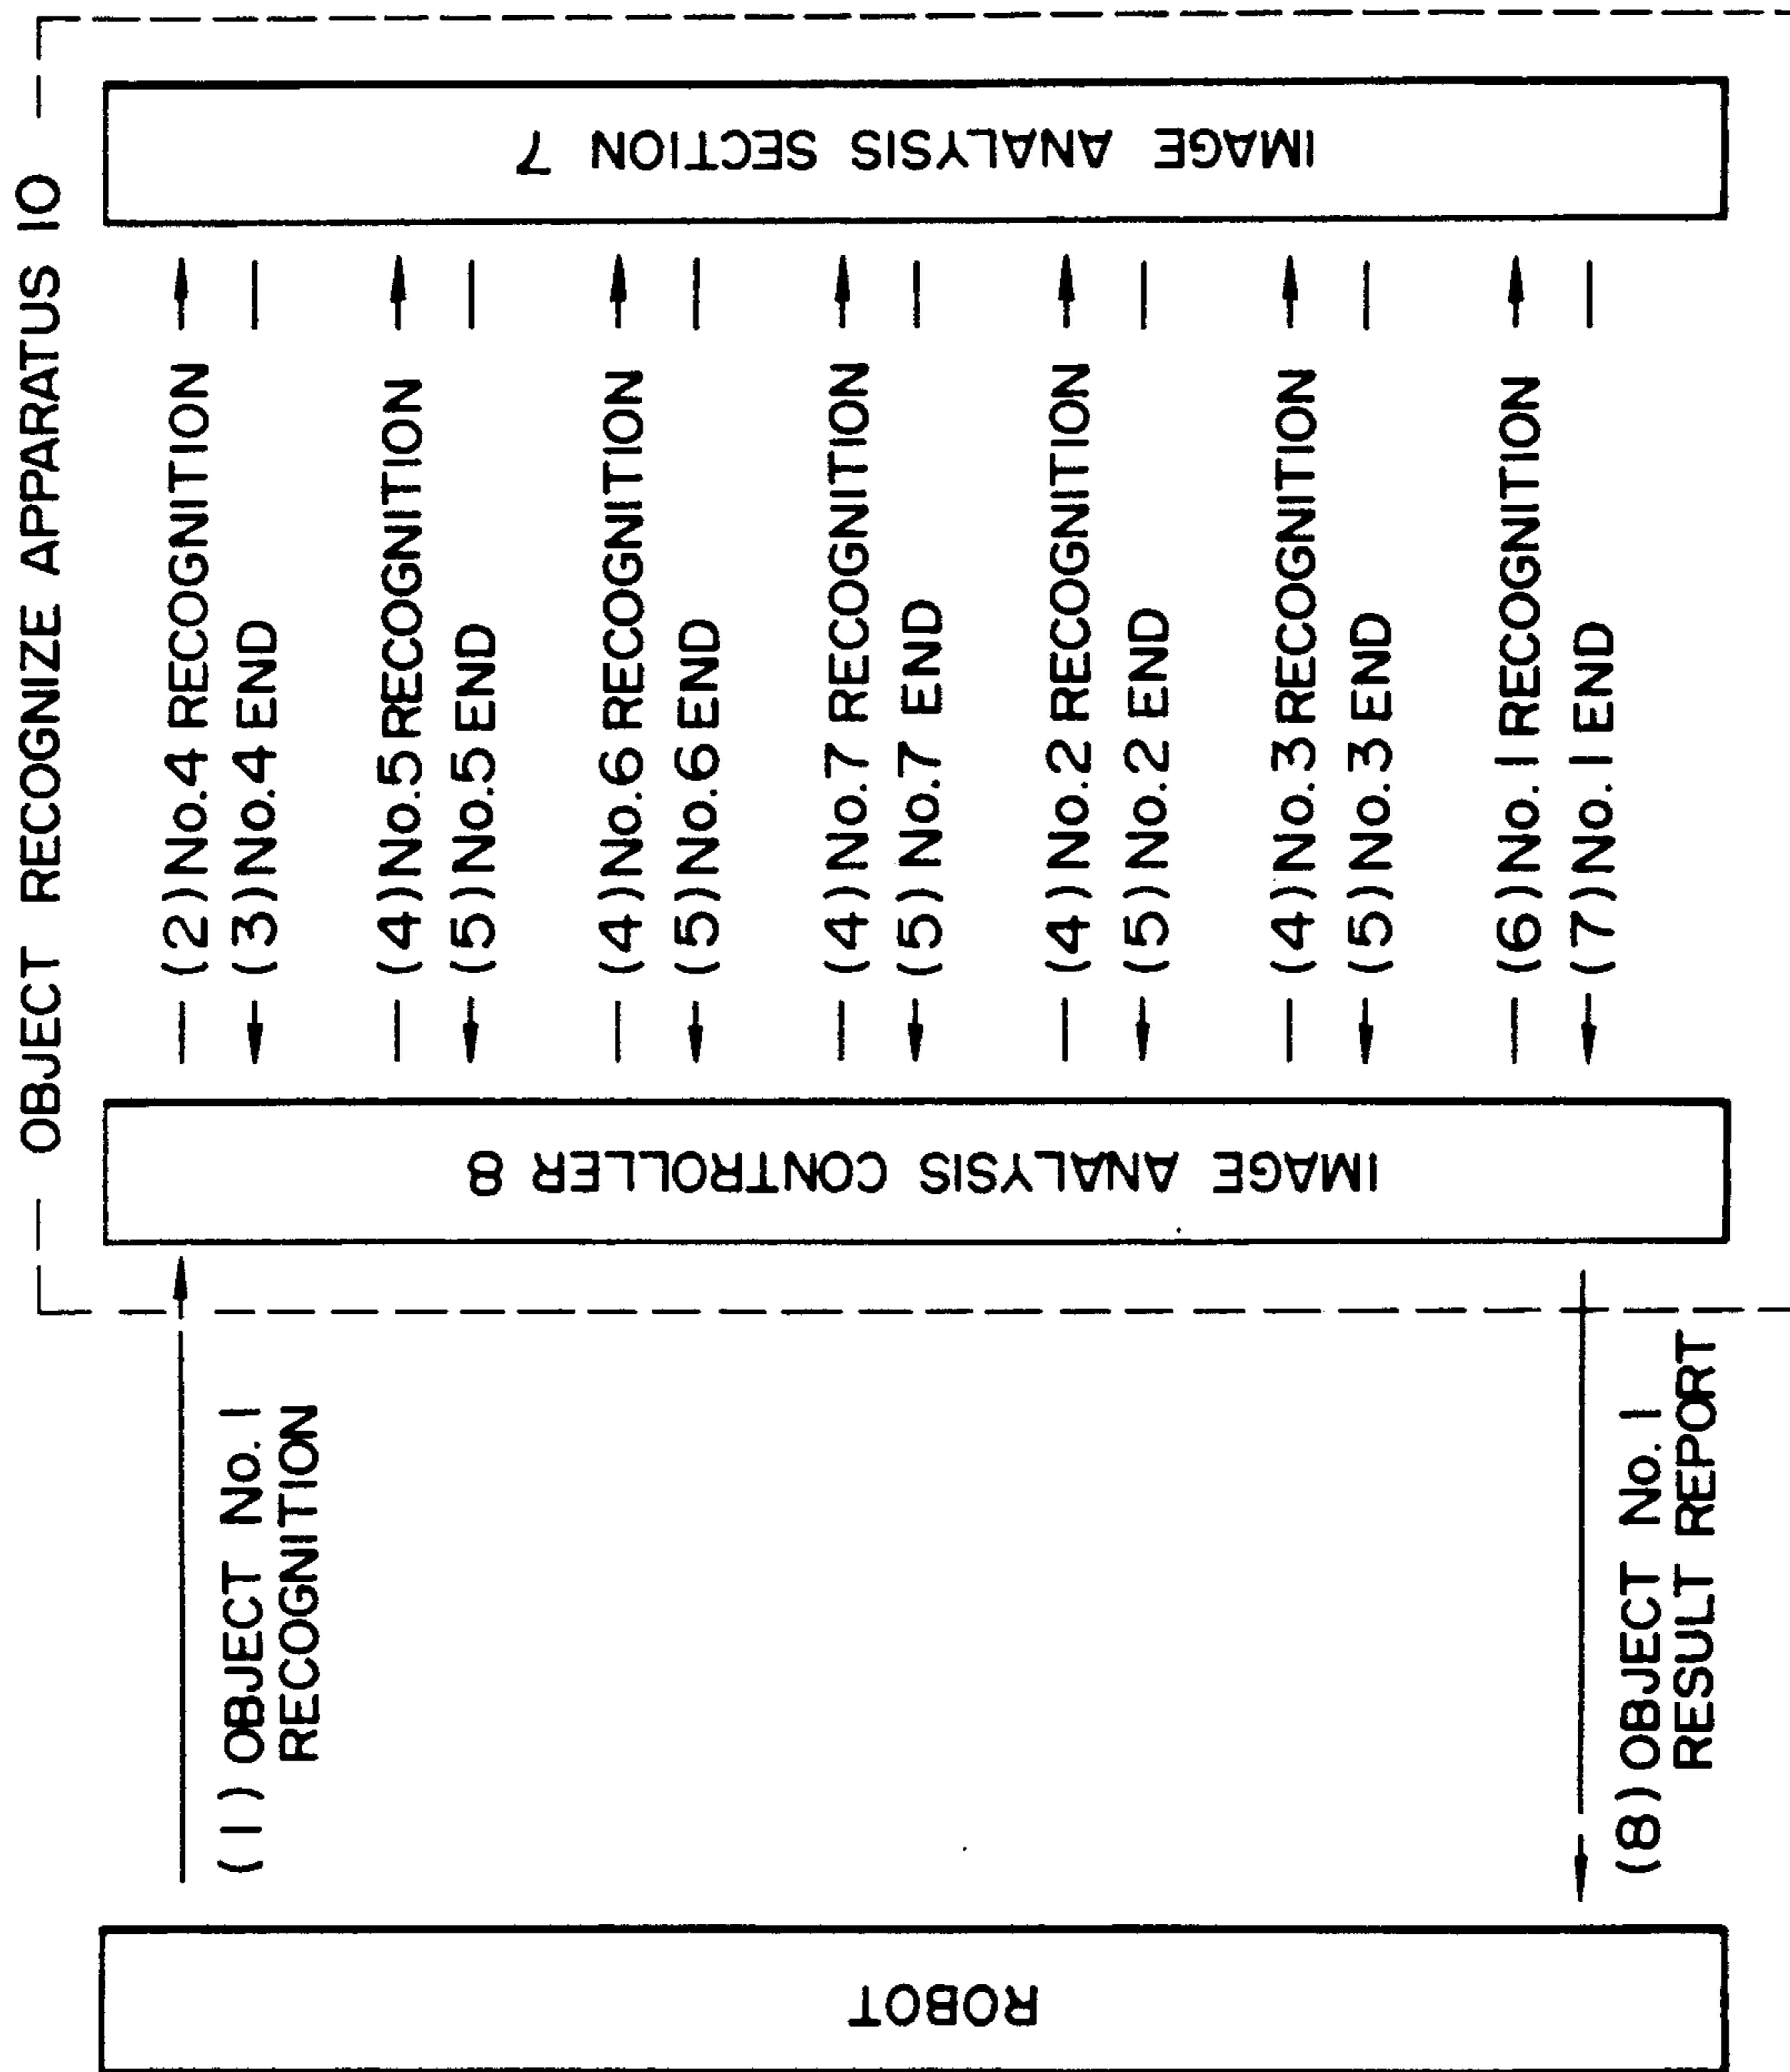 OBJECT RECOGNIZE APPARATUS 10
ROBOT
IMAGE ANALYSIS CONTROLLER 8
IMAGE ANALYSIS SECTION 7
(1) OBJECT No. 1
RECOGNITION
(2) No.4 RECOGNITION
(3) No.4 END
(4) No.5 RECOGNITION
(5) No.5 END
(4) No.6 RECOGNITION
(5) No.6 END
(4) No.7 RECOGNITION
(5) No.7 END
(4) No.2 RECOGNITION
(5) No.2 END
(4) No.3 RECOGNITION
(5) No.3 END
(6) No.1 RECOGNITION
(7) No.1 END
(8) OBJECT No. 1
RESULT REPORT